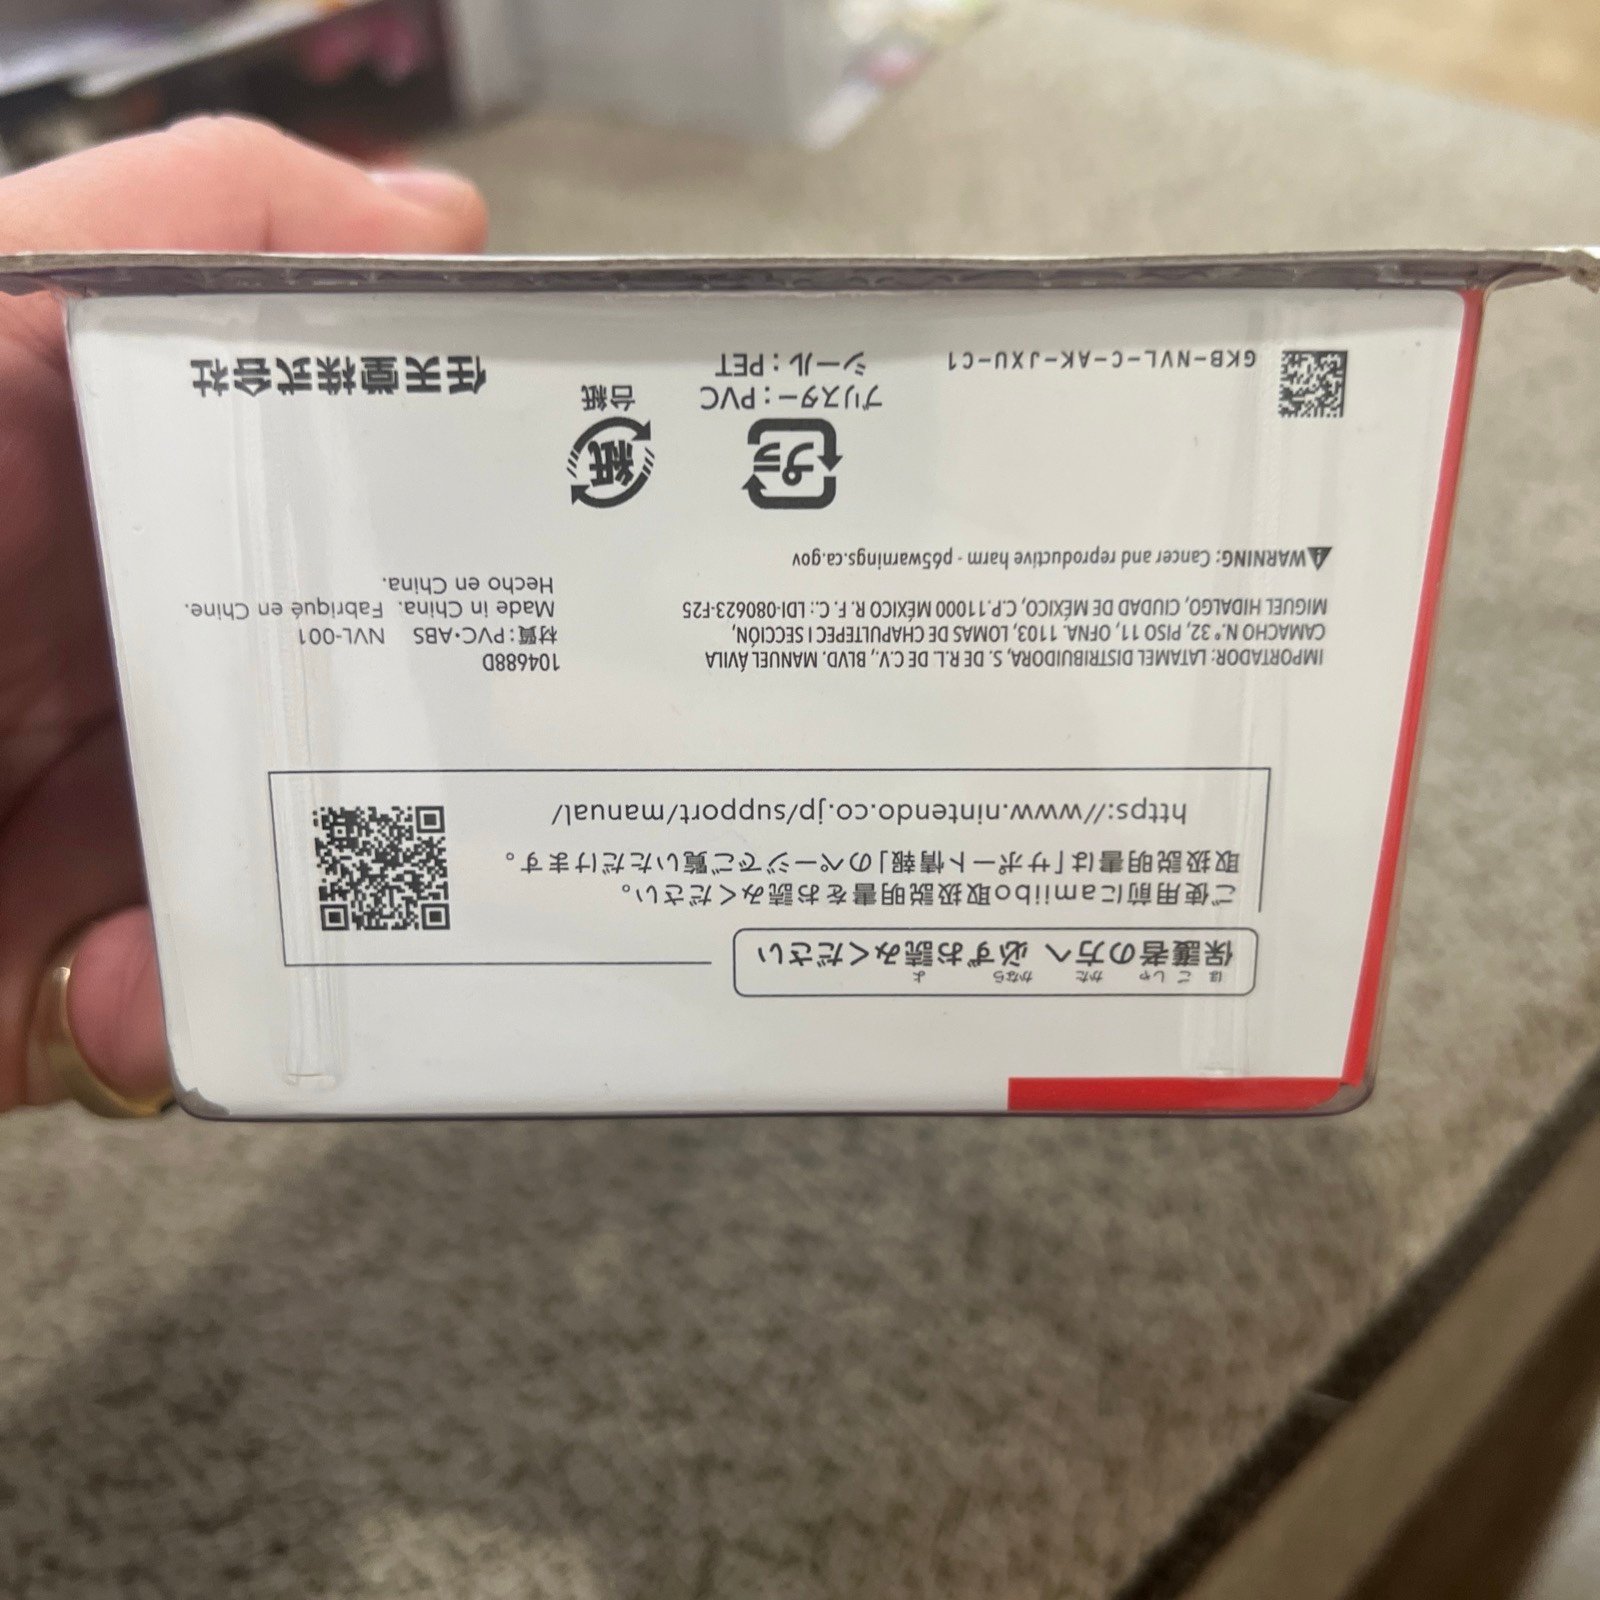 保護者の方へ 必ずお読みください
ほ ご しゃ かた かなら よ
ご使用前にamiibo取扱説明書をお読みください。
取扱説明書は「サポート情報」のページでご覧いただけます。
https://www.nintendo.co.jp/support/manual/
IMPORTADOR: LATAMEL DISTRIBUIDORA, S. DE R.L. DE C.V., BLVD. MANUEL ÁVILA
CAMACHO N.° 32, PISO 11, OFNA. 1103, LOMAS DE CHAPULTEPEC I SECCIÓN,
MIGUEL HIDALGO, CIUDAD DE MÉXICO, C.P.11000 MÉXICO R. F. C.: LDI-080623-F25
⚠WARNING: Cancer and reproductive harm - p65warnings.ca.gov
104688D
材質：PVC・ABS NVL-001
Made in China. Fabriqué en Chine.
Hecho en China.
プラ
ブリスター：PVC
シール：PET
紙
台紙
GKB-NVL-C-AK-JXU-C1
任天堂株式会社